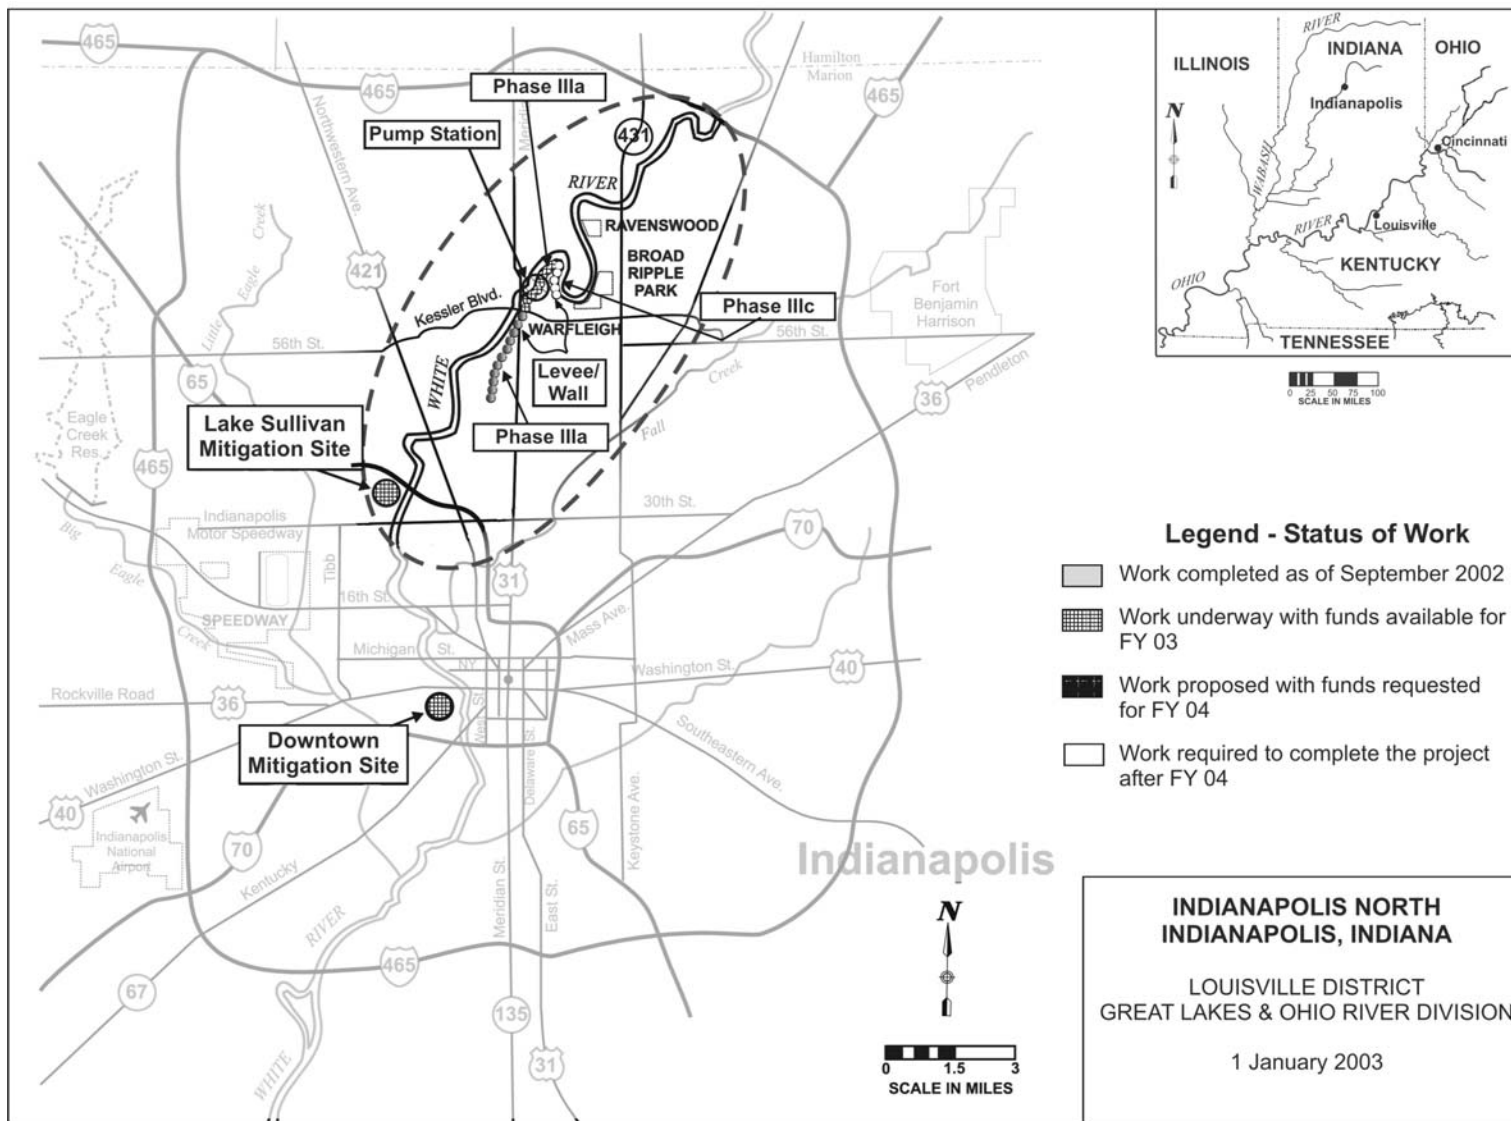 465
Hamilton
Marion
465
465
Northwestern Ave.
Phase IIIa
Pump Station
431
RIVER
RAVENSWOOD
BROAD
RIPPLE
PARK
421
Creek
Eagle
Little
Kessler Blvd.
WARFLEIGH
Phase IIIc
Fort
Benjamin
Harrison
56th St.
56th St.
Pendleton
WHITE
Levee/
Wall
Creek
Fall
36
65
Lake Sullivan
Mitigation Site
Phase IIIa
Eagle
Creek
Res.
465
Big
Eagle
Creek
Indianapolis
Motor Speedway
30th St.
70
Tibb
31
16th St.
SPEEDWAY
Mass Ave.
Michigan St.
NY
Washington St.
40
Rockville Road
36
West St.
Downtown
Mitigation Site
Washington St.
Southeastern Ave.
Delaware St.
Keystone Ave.
40
Indianapolis
National
Airport
70
65
Kentucky
Indianapolis
Meridian St.
East St.
RIVER
465
67
135
31
WHITE
N
0 1.5 3
SCALE IN MILES
RIVER
ILLINOIS
INDIANA
OHIO
N
Indianapolis
Cincinnati
WABASH
Louisville
RIVER
KENTUCKY
OHIO
TENNESSEE
0 25 50 75 100
SCALE IN MILES
Legend - Status of Work
Work completed as of September 2002
Work underway with funds available for
FY 03
Work proposed with funds requested
for FY 04
Work required to complete the project
after FY 04
INDIANAPOLIS NORTH
INDIANAPOLIS, INDIANA
LOUISVILLE DISTRICT
GREAT LAKES & OHIO RIVER DIVISION
1 January 2003